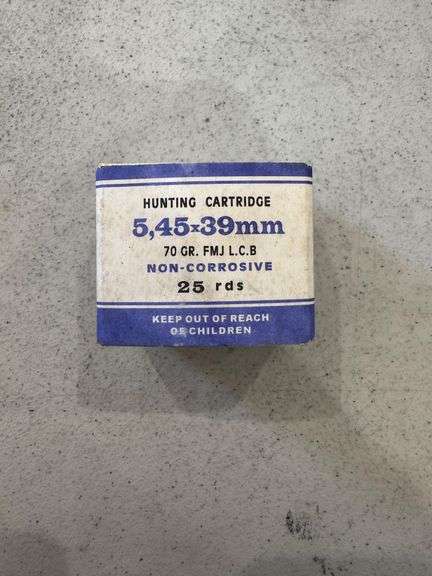 HUNTING CARTRIDGE
5,45x39mm
70 GR. FMJ L.C.B
NON-CORROSIVE
25 rds
KEEP OUT OF REACH
OF CHILDREN